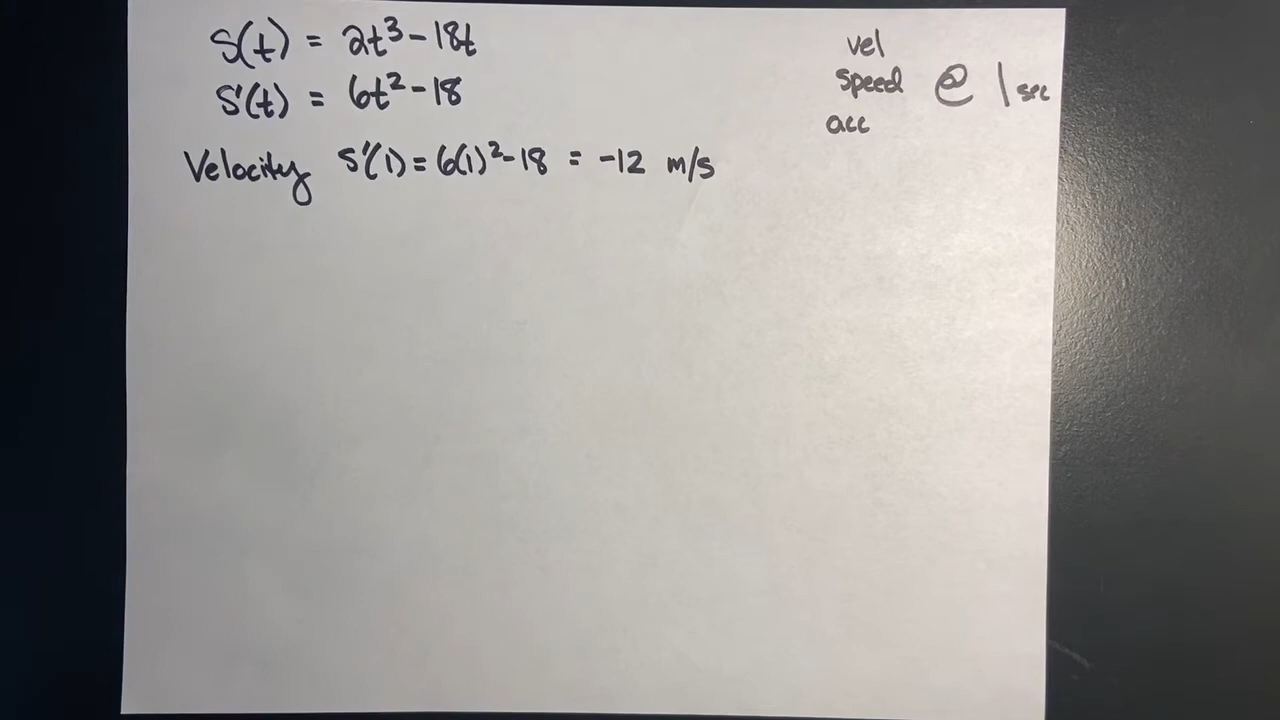 S(t) = 2t³ - 18t
S'(t) = 6t² - 18
Velocity S'(1) = 6(1)² - 18 = -12 m/s
vel
speed @ 1 sec
acc